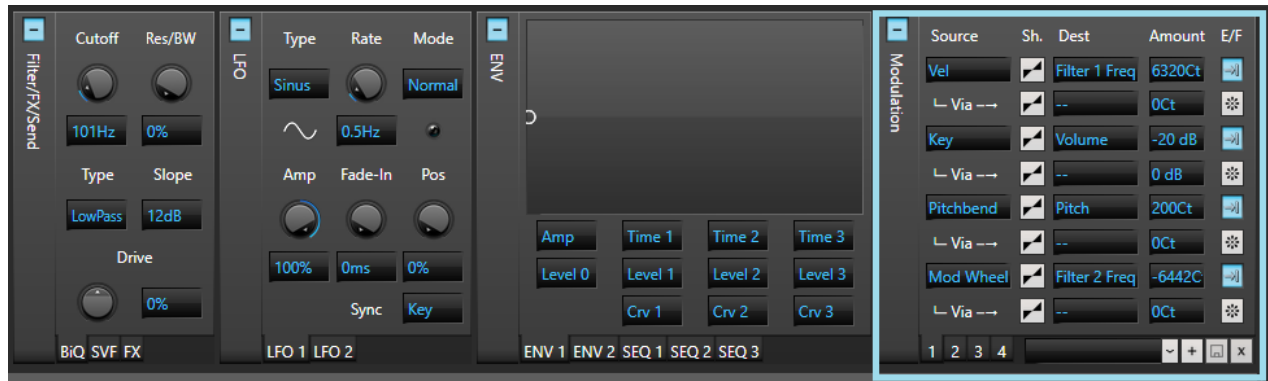 Filter/FX/Send
Cutoff Res/BW
101Hz 0%
Type Slope
LowPass 12dB
Drive
0%
BiQ SVF FX
LFO
Type Rate Mode
Sinus Normal
0.5Hz
Amp Fade-In Pos
100% 0ms 0%
Sync Key
LFO 1 LFO 2
ENV
Amp Time 1 Time 2 Time 3
Level 0 Level 1 Level 2 Level 3
Crv 1 Crv 2 Crv 3
ENV 1 ENV 2 SEQ 1 SEQ 2 SEQ 3
Modulation
Source Sh. Dest Amount E/F
Vel Filter 1 Freq 6320Ct
Via -- 0Ct
Key Volume -20 dB
Via -- 0 dB
Pitchbend Pitch 200Ct
Via -- 0Ct
Mod Wheel Filter 2 Freq -6442C
Via -- 0Ct
1 2 3 4 + x